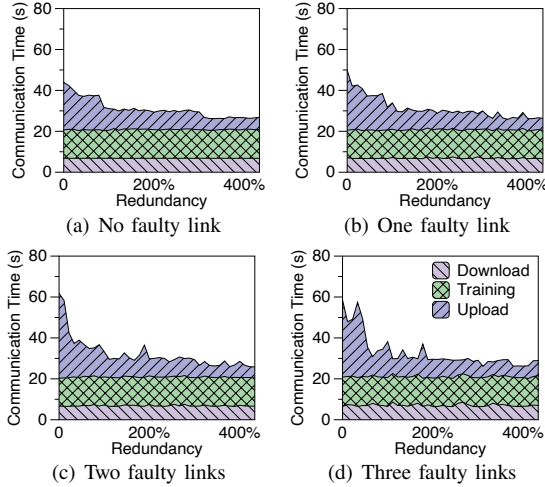 Communication Time (s)
80
60
40
20
0
0
200%
400%
Redundancy
(a) No faulty link
Communication Time (s)
80
60
40
20
0
0
200%
400%
Redundancy
(b) One faulty link
Communication Time (s)
80
60
40
20
0
0
200%
400%
Redundancy
(c) Two faulty links
Communication Time (s)
80
60
40
20
0
Download
Training
Upload
0
200%
400%
Redundancy
(d) Three faulty links